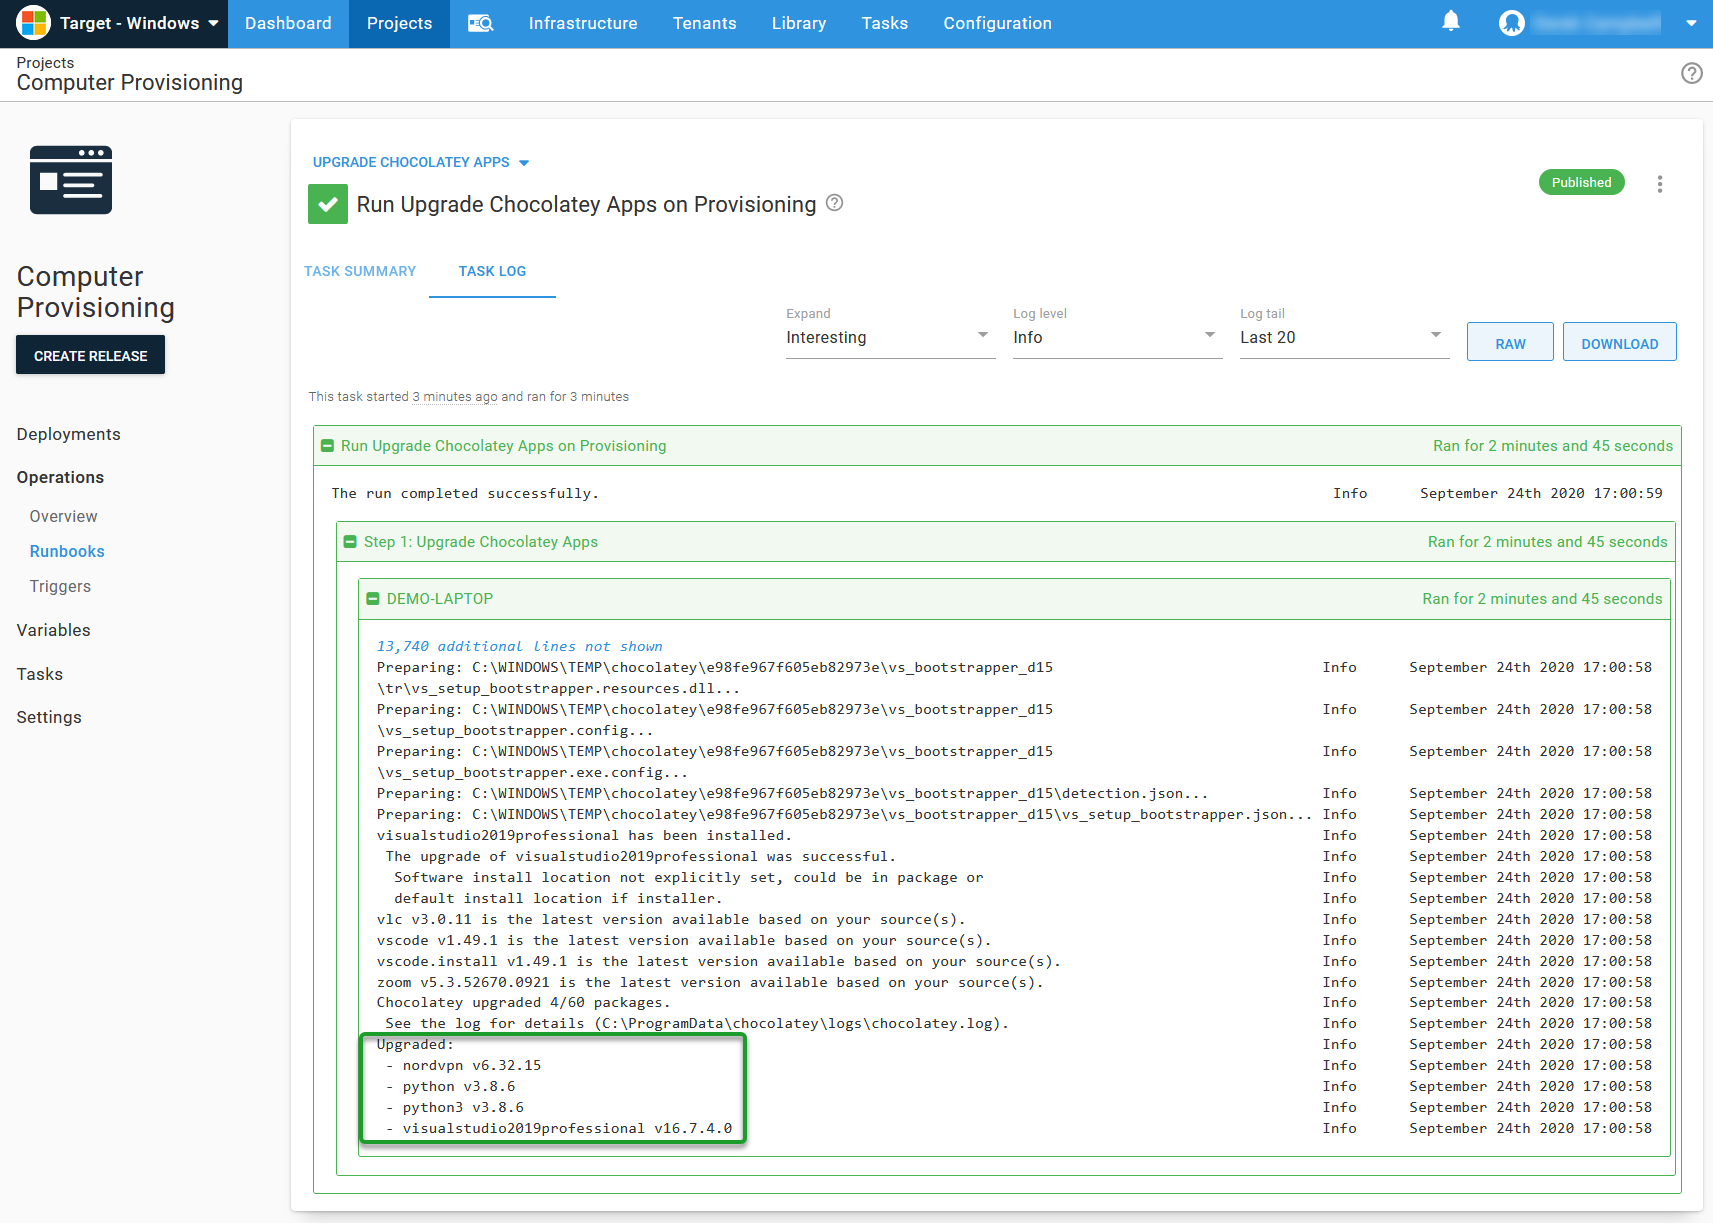 Target - Windows
Dashboard
Projects
Infrastructure
Tenants
Library
Tasks
Configuration
Projects
Computer Provisioning
Computer
Provisioning
CREATE RELEASE
Deployments
Operations
Overview
Runbooks
Triggers
Variables
Tasks
Settings
UPGRADE CHOCOLATEY APPS
Run Upgrade Chocolatey Apps on Provisioning
Published
TASK SUMMARY
TASK LOG
Expand
Interesting
Log level
Info
Log tail
Last 20
RAW
DOWNLOAD
This task started 3 minutes ago and ran for 3 minutes
Run Upgrade Chocolatey Apps on Provisioning Ran for 2 minutes and 45 seconds
The run completed successfully. Info September 24th 2020 17:00:59
Step 1: Upgrade Chocolatey Apps Ran for 2 minutes and 45 seconds
DEMO-LAPTOP Ran for 2 minutes and 45 seconds
13,740 additional lines not shown
Preparing: C:\WINDOWS\TEMP\chocolatey\e98fe967f605eb82973e\vs_bootstrapper_d15 Info September 24th 2020 17:00:58
\tr\vs_setup_bootstrapper.resources.dll...
Preparing: C:\WINDOWS\TEMP\chocolatey\e98fe967f605eb82973e\vs_bootstrapper_d15 Info September 24th 2020 17:00:58
\vs_setup_bootstrapper.config...
Preparing: C:\WINDOWS\TEMP\chocolatey\e98fe967f605eb82973e\vs_bootstrapper_d15 Info September 24th 2020 17:00:58
\vs_setup_bootstrapper.exe.config...
Preparing: C:\WINDOWS\TEMP\chocolatey\e98fe967f605eb82973e\vs_bootstrapper_d15\detection.json... Info September 24th 2020 17:00:58
Preparing: C:\WINDOWS\TEMP\chocolatey\e98fe967f605eb82973e\vs_bootstrapper_d15\vs_setup_bootstrapper.json... Info September 24th 2020 17:00:58
visualstudio2019professional has been installed. Info September 24th 2020 17:00:58
The upgrade of visualstudio2019professional was successful. Info September 24th 2020 17:00:58
Software install location not explicitly set, could be in package or Info September 24th 2020 17:00:58
default install location if installer. Info September 24th 2020 17:00:58
vlc v3.0.11 is the latest version available based on your source(s). Info September 24th 2020 17:00:58
vscode v1.49.1 is the latest version available based on your source(s). Info September 24th 2020 17:00:58
vscode.install v1.49.1 is the latest version available based on your source(s). Info September 24th 2020 17:00:58
zoom v5.3.52670.0921 is the latest version available based on your source(s). Info September 24th 2020 17:00:58
Chocolatey upgraded 4/60 packages. Info September 24th 2020 17:00:58
See the log for details (C:\ProgramData\chocolatey\logs\chocolatey.log). Info September 24th 2020 17:00:58
Upgraded: Info September 24th 2020 17:00:58
- nordvpn v6.32.15 Info September 24th 2020 17:00:58
- python v3.8.6 Info September 24th 2020 17:00:58
- python3 v3.8.6 Info September 24th 2020 17:00:58
- visualstudio2019professional v16.7.4.0 Info September 24th 2020 17:00:58